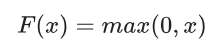 F(x) = max(0, x)